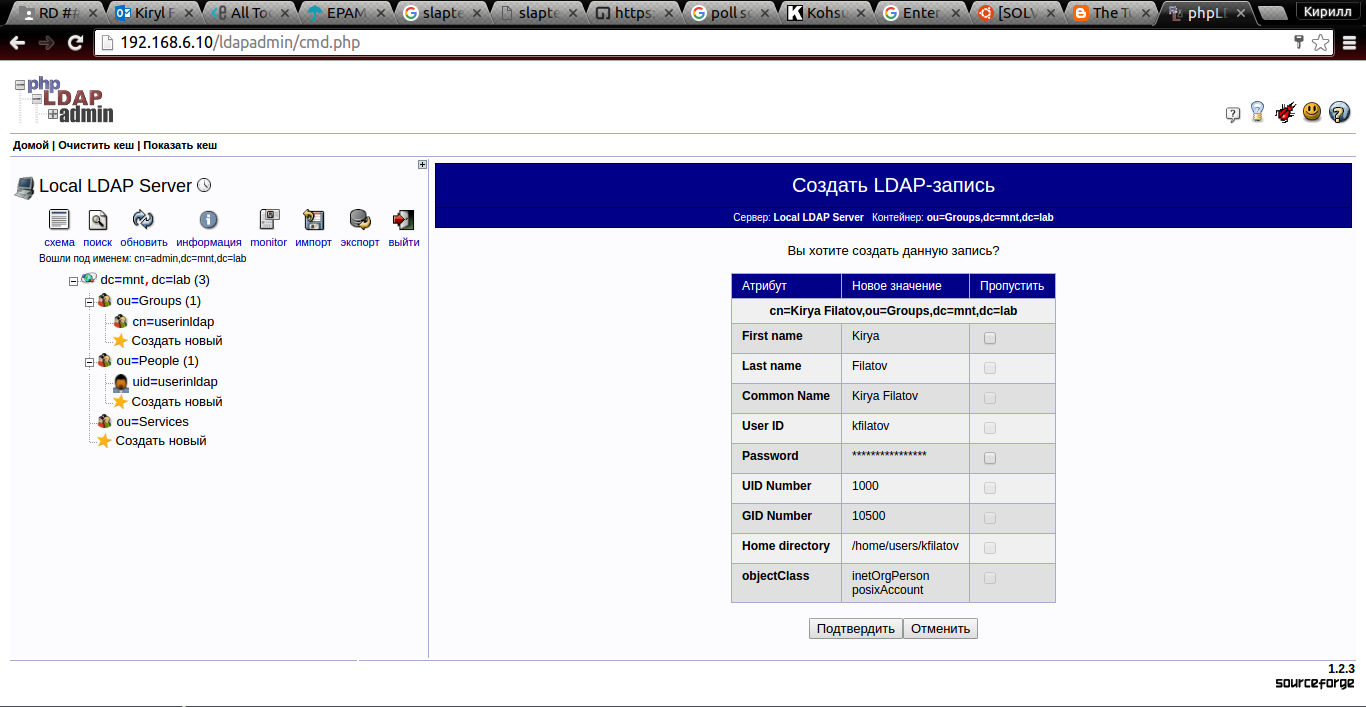 RD ##
Kiryl F
All To
EPAM
slapte
slapte
https:
poll s
Kohsu
Enter
[SOLV
The T
phpLD
Кирилл
192.168.6.10/ldapadmin/cmd.php
php
LDAP
admin
Домой | Очистить кеш | Показать кеш
Local LDAP Server
схема поиск обновить информация monitor импорт экспорт выйти
Вошли под именем: cn=admin,dc=mnt,dc=lab
dc=mnt,dc=lab (3)
ou=Groups (1)
cn=userinldap
Создать новый
ou=People (1)
uid=userinldap
Создать новый
ou=Services
Создать новый
Создать LDAP-запись
Сервер: Local LDAP Server Контейнер: ou=Groups,dc=mnt,dc=lab
Вы хотите создать данную запись?
Атрибут Новое значение Пропустить
cn=Kirya Filatov,ou=Groups,dc=mnt,dc=lab
First name Kirya
Last name Filatov
Common Name Kirya Filatov
User ID kfilatov
Password ****************
UID Number 1000
GID Number 10500
Home directory /home/users/kfilatov
objectClass inetOrgPerson
posixAccount
Подтвердить Отменить
1.2.3
sourceforge